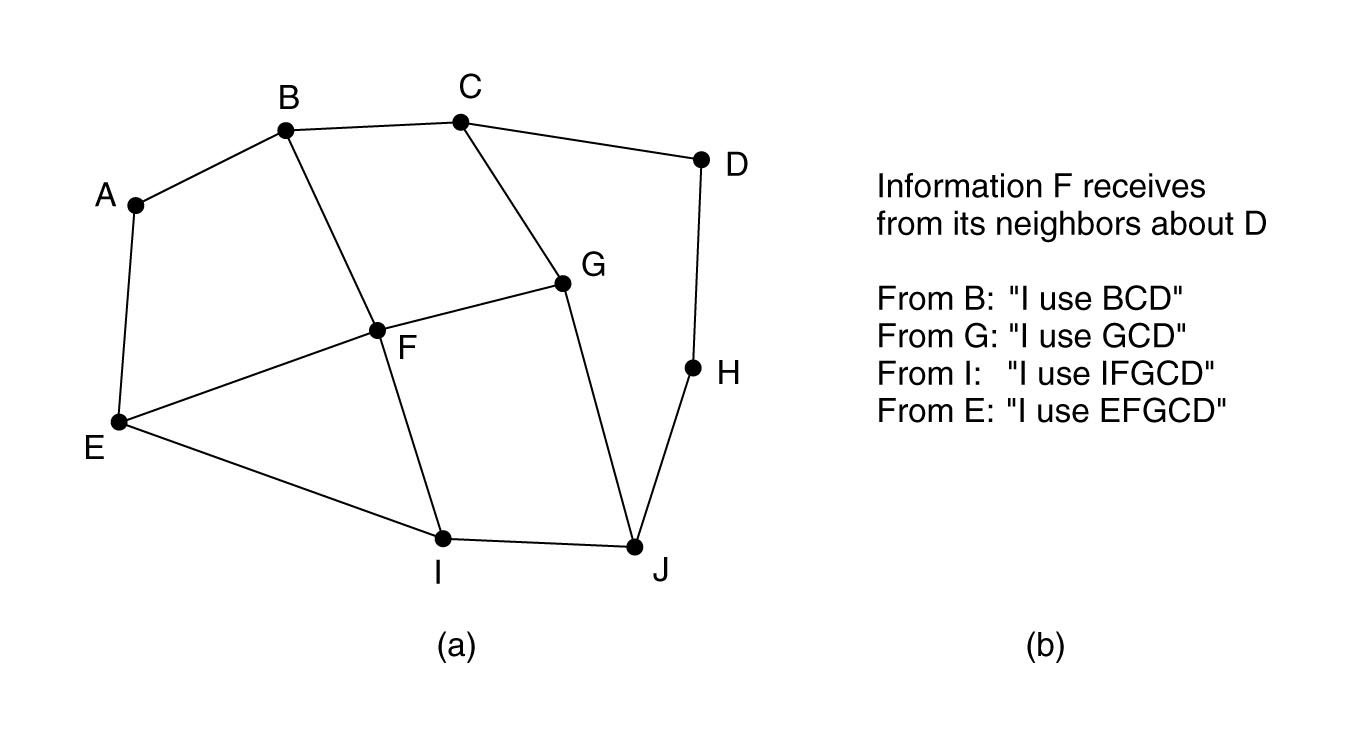 B
C
D
A
G
F
H
E
I
J
(a)
Information F receives
from its neighbors about D
From B: "I use BCD"
From G: "I use GCD"
From I: "I use IFGCD"
From E: "I use EFGCD"
(b)